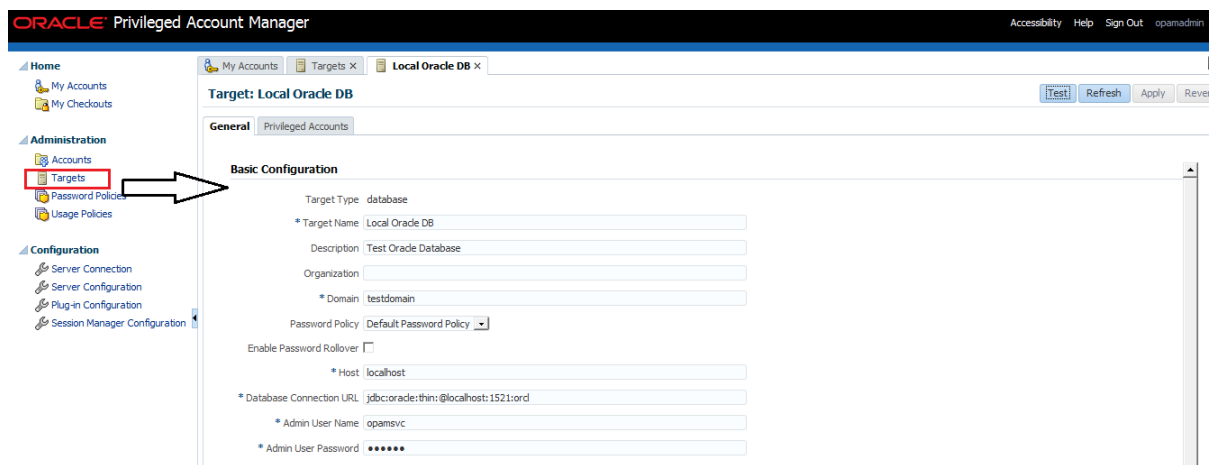 ORACLE Privileged Account Manager
Accessibility Help Sign Out opamadmin
Home
My Accounts
My Checkouts
Administration
Accounts
Targets
Password Policies
Usage Policies
Configuration
Server Connection
Server Configuration
Plug-in Configuration
Session Manager Configuration
My Accounts Targets × Local Oracle DB ×
Target: Local Oracle DB
Test Refresh Apply Rever
General Privileged Accounts
Basic Configuration
Target Type database
* Target Name Local Oracle DB
Description Test Oracle Database
Organization
* Domain testdomain
Password Policy Default Password Policy
Enable Password Rollover
* Host localhost
* Database Connection URL jdbc:oracle:thin:@localhost:1521:orcl
* Admin User Name opamsvc
* Admin User Password ●●●●●●